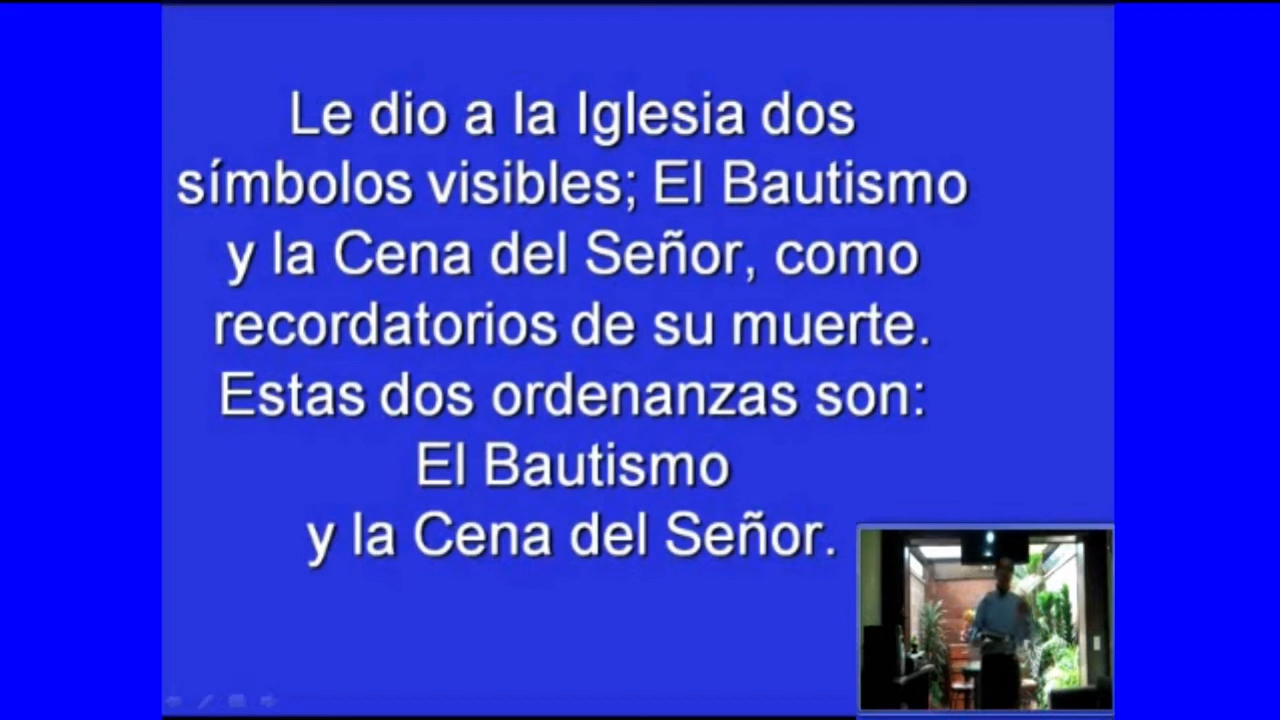 Le dio a la Iglesia dos
símbolos visibles; El Bautismo
y la Cena del Señor, como
recordatorios de su muerte.
Estas dos ordenanzas son:
El Bautismo
y la Cena del Señor.